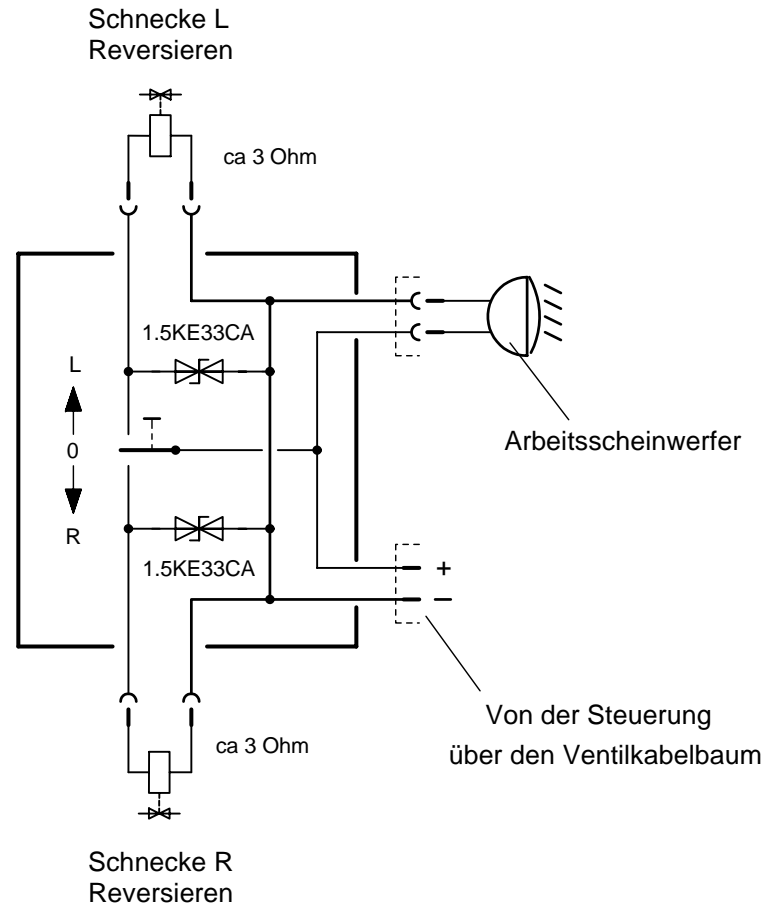 Schnecke L
Reversieren
ca 3 Ohm
1.5KE33CA
L
0
R
Arbeitsscheinwerfer
1.5KE33CA
+
−
Von der Steuerung
über den Ventilkabelbaum
ca 3 Ohm
Schnecke R
Reversieren